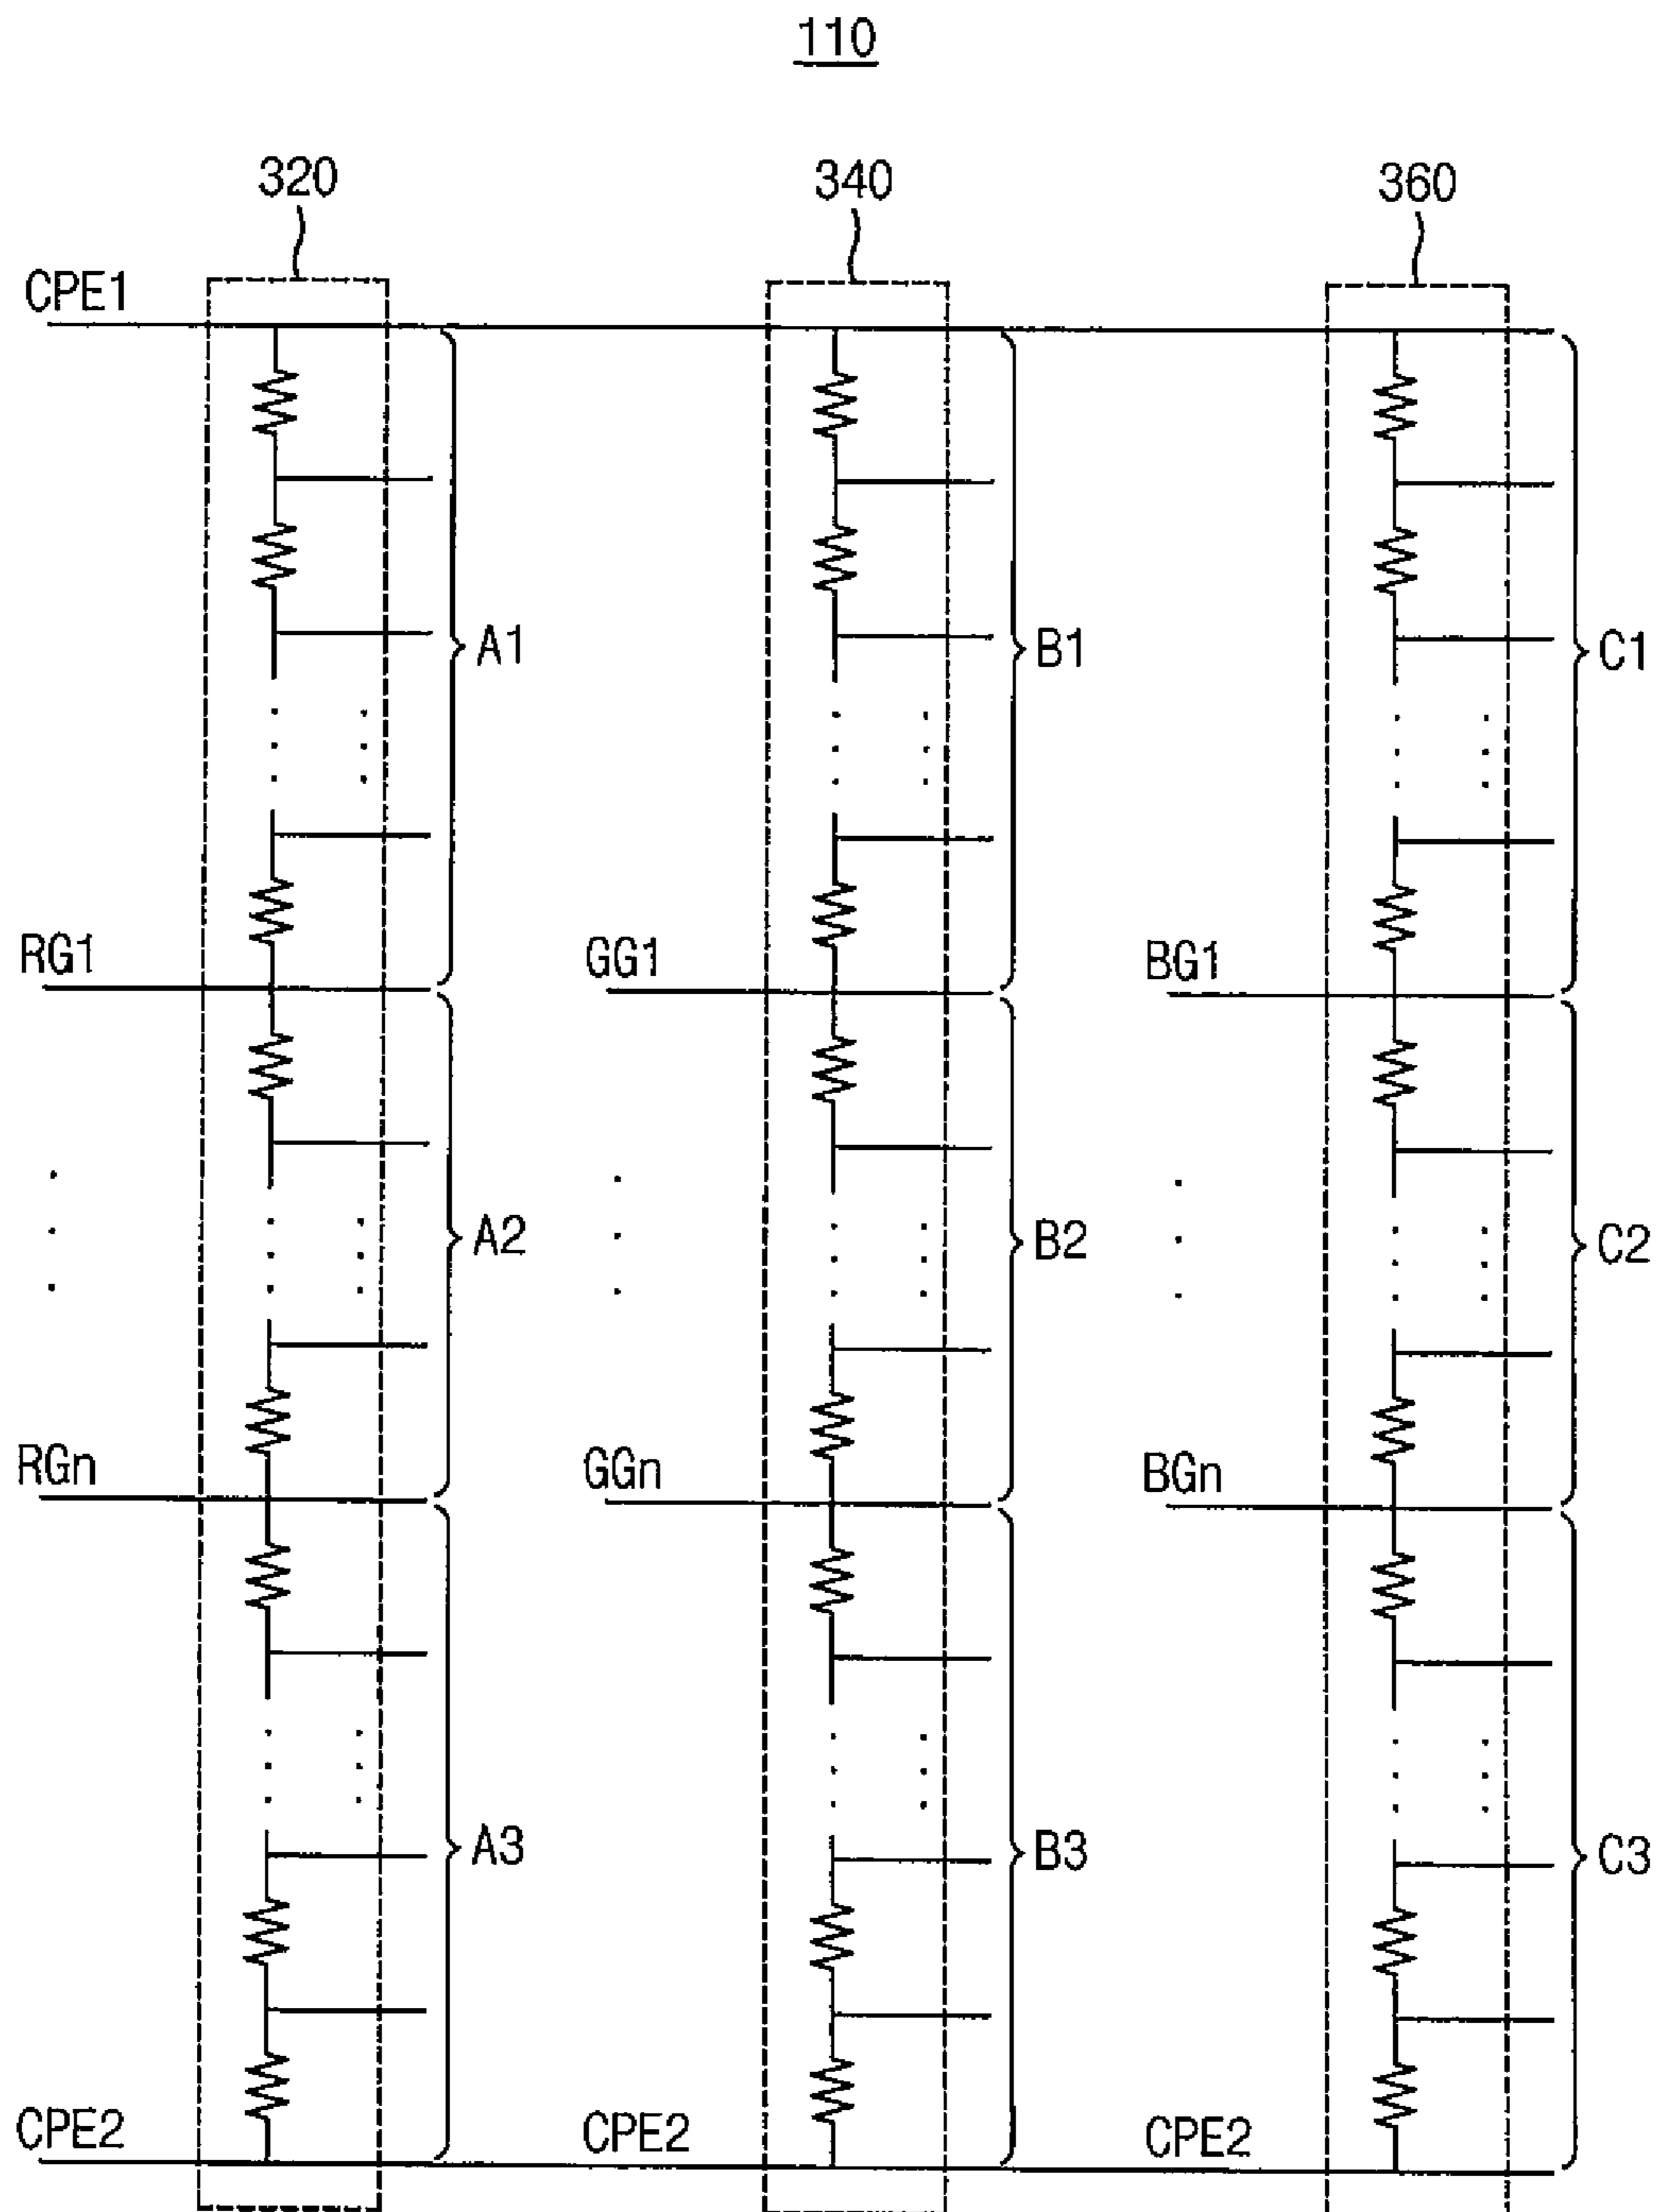 110
320 340 360
CPE1
A1 B1 C1
RG1 GG1 BG1
A2 B2 C2
RGn GGn BGn
A3 B3 C3
CPE2 CPE2 CPE2